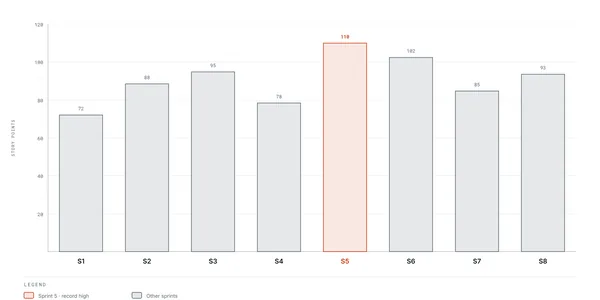 120
100
80
60
40
20
STORY POINTS
72
88
95
78
110
102
85
S1
S2
S3
S4
S5
S6
S7
S8
LEGEND
Sprint 5 · record high
Other sprints